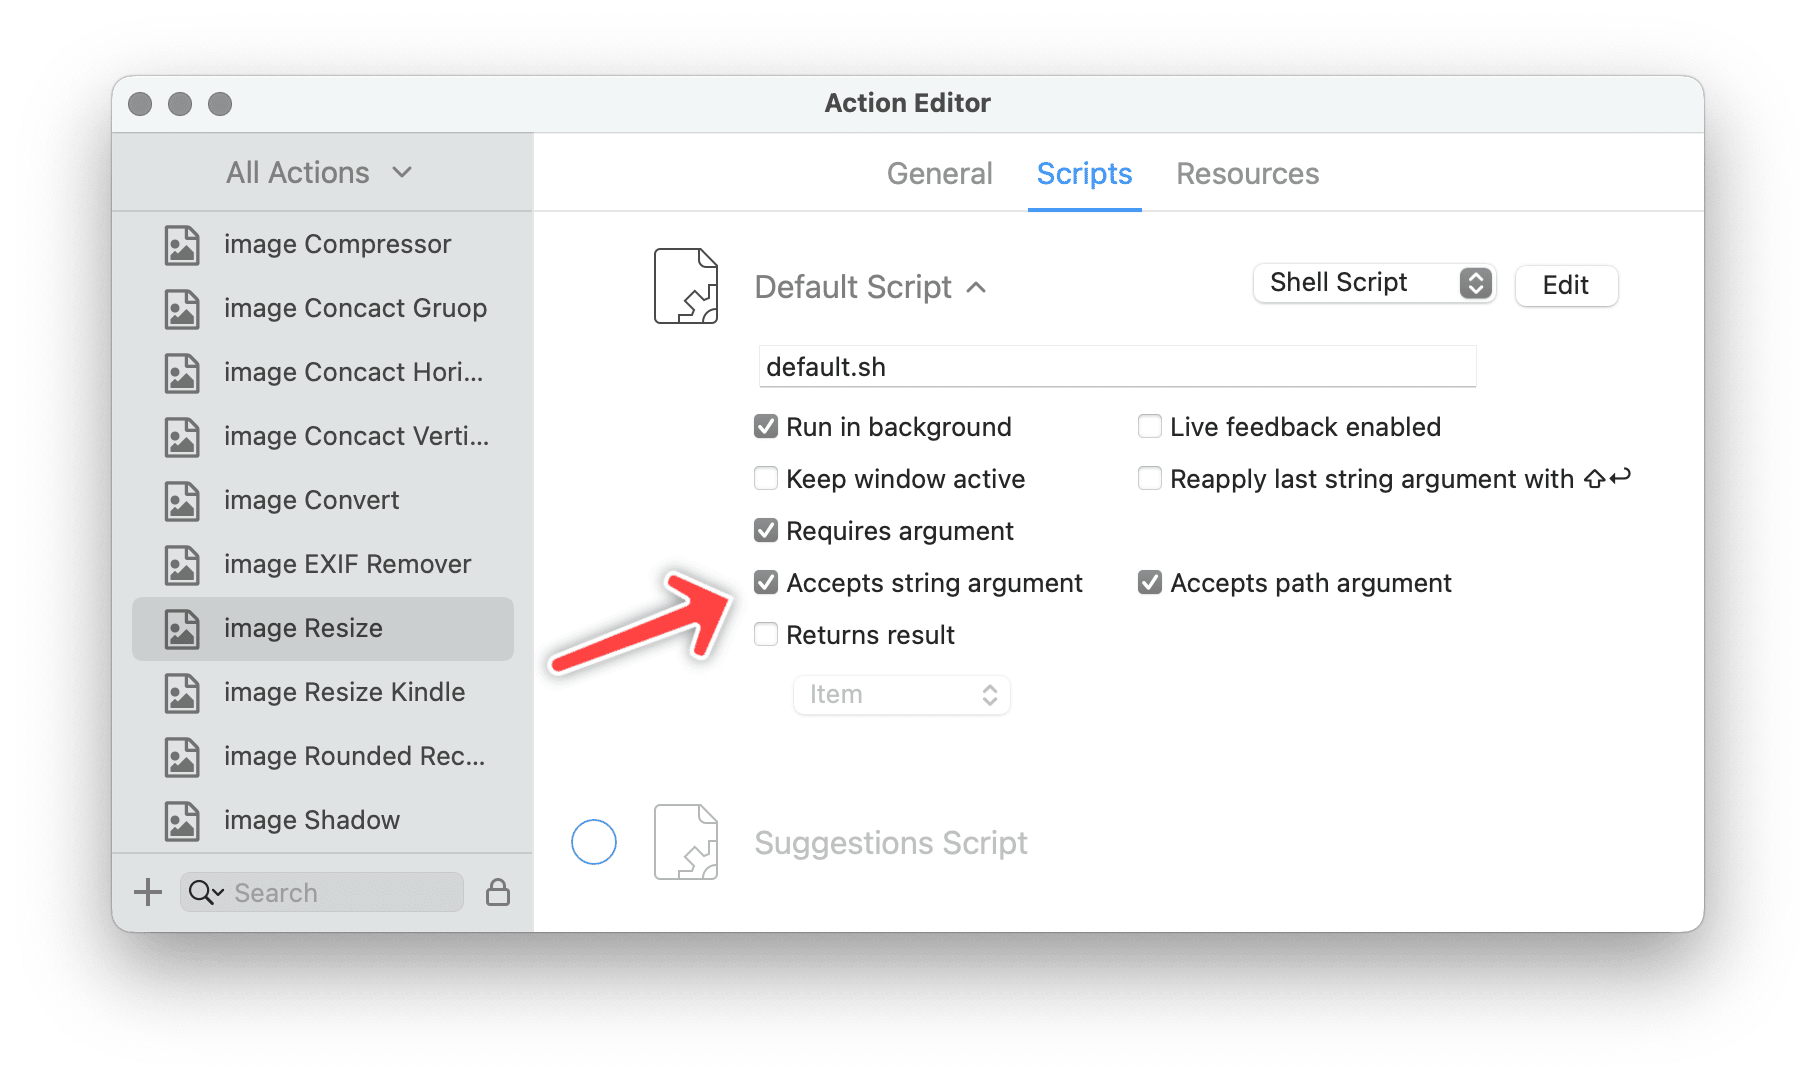 Action Editor
All Actions
General Scripts Resources
image Compressor
image Concact Gruop
image Concact Hori...
image Concact Verti...
image Convert
image EXIF Remover
image Resize
image Resize Kindle
image Rounded Rec...
image Shadow
Search
Default Script
Shell Script
Edit
default.sh
Run in background
Live feedback enabled
Keep window active
Reapply last string argument with ⇧↩
Requires argument
Accepts string argument
Accepts path argument
Returns result
Item
Suggestions Script